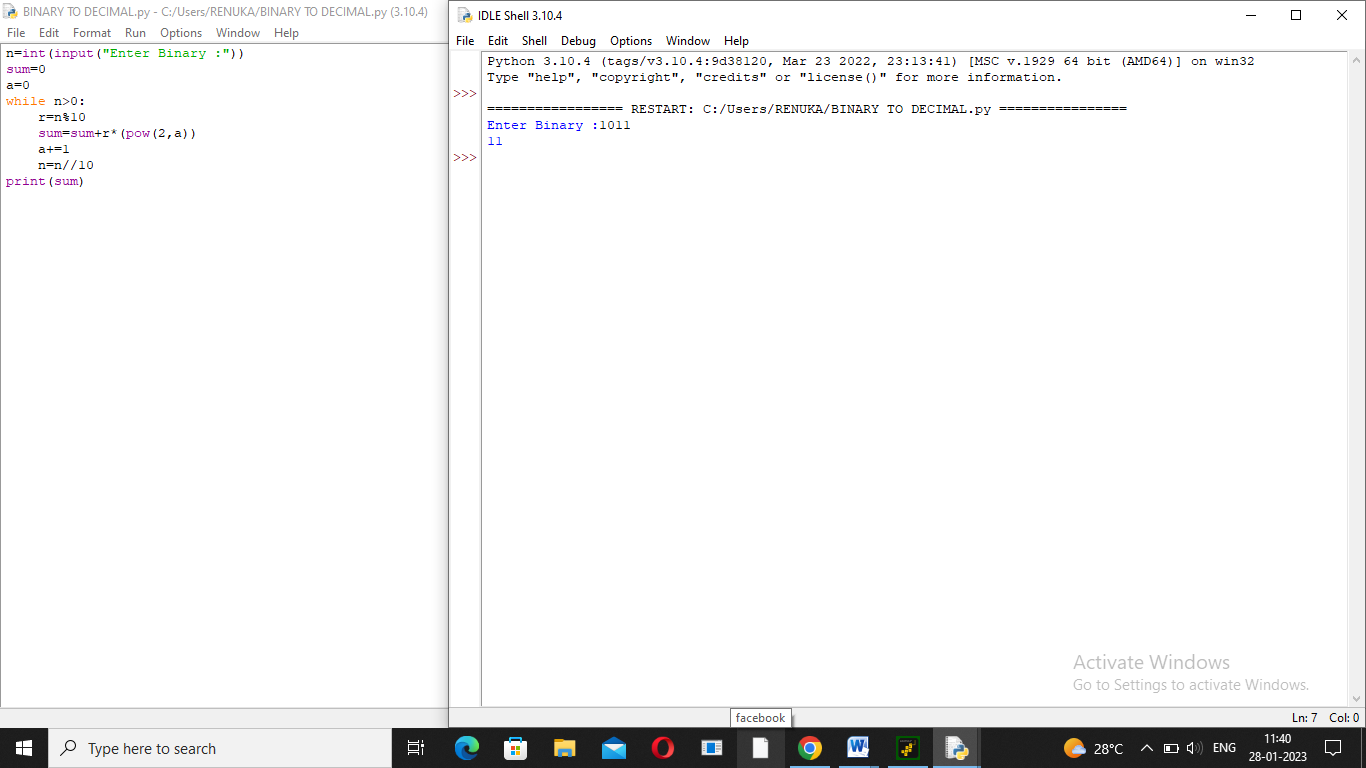 BINARY TO DECIMAL.py - C:/Users/RENUKA/BINARY TO DECIMAL.py (3.10.4)
File Edit Format Run Options Window Help
n=int(input("Enter Binary :"))
sum=0
a=0
while n>0:
    r=n%10
    sum=sum+r*(pow(2,a))
    a+=1
    n=n//10
print(sum)
IDLE Shell 3.10.4
File Edit Shell Debug Options Window Help
Python 3.10.4 (tags/v3.10.4:9d38120, Mar 23 2022, 23:13:41) [MSC v.1929 64 bit (AMD64)] on win32
Type "help", "copyright", "credits" or "license()" for more information.
>>>
================= RESTART: C:/Users/RENUKA/BINARY TO DECIMAL.py ================
Enter Binary :1011
11
>>>
Activate Windows
Go to Settings to activate Windows.
Ln: 7 Col: 0
facebook
Type here to search
28°C
ENG
11:40
28-01-2023